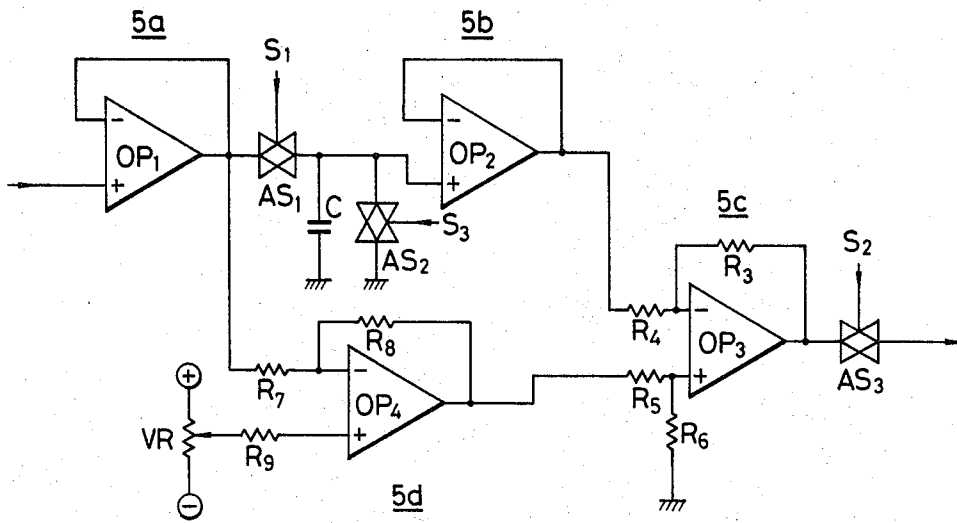 5a
5b
S1
OP1
AS1
C
AS2
S3
OP2
5c
S2
R3
R4
OP3
AS3
R5
R6
R8
R7
OP4
VR
R9
5d
+
−
−
+
−
+
−
+
−
+